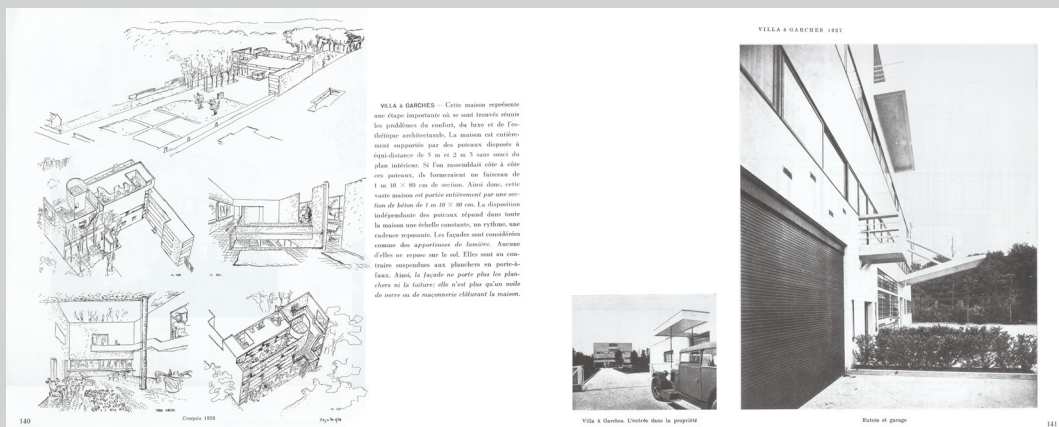 VILLA à GARCHES 1927
VILLA à GARCHES — Cette maison représente
une étape importante où se sont trouvés réunis
les problèmes du confort, du luxe et de l'es-
thétique architecturale. La maison est entière-
ment supportée par des poteaux disposés à
équi-distance de 5 m et 2 m 5 sans souci du
plan intérieur. Si l'on rassemblait côte à côte
ces poteaux, ils formeraient un faisceau de
1 m 10 × 80 cm de section. Ainsi donc, cette
vaste maison est portée entièrement par une sec-
tion de béton de 1 m 10 × 80 cm. La disposition
indépendante des poteaux répand dans toute
la maison une échelle constante, un rythme, une
cadence reposante. Les façades sont considérées
comme des apporteuses de lumière. Aucune
d'elles ne repose sur le sol. Elles sont au con-
traire suspendues aux planchers en porte-à-
faux. Ainsi, la façade ne porte plus les plan-
chers ni la toiture; elle n'est plus qu'un voile
de verre ou de maçonnerie clôturant la maison.
140
Croquis 1926
Villa à Garches. L'entrée dans la propriété
Entrée et garage
141